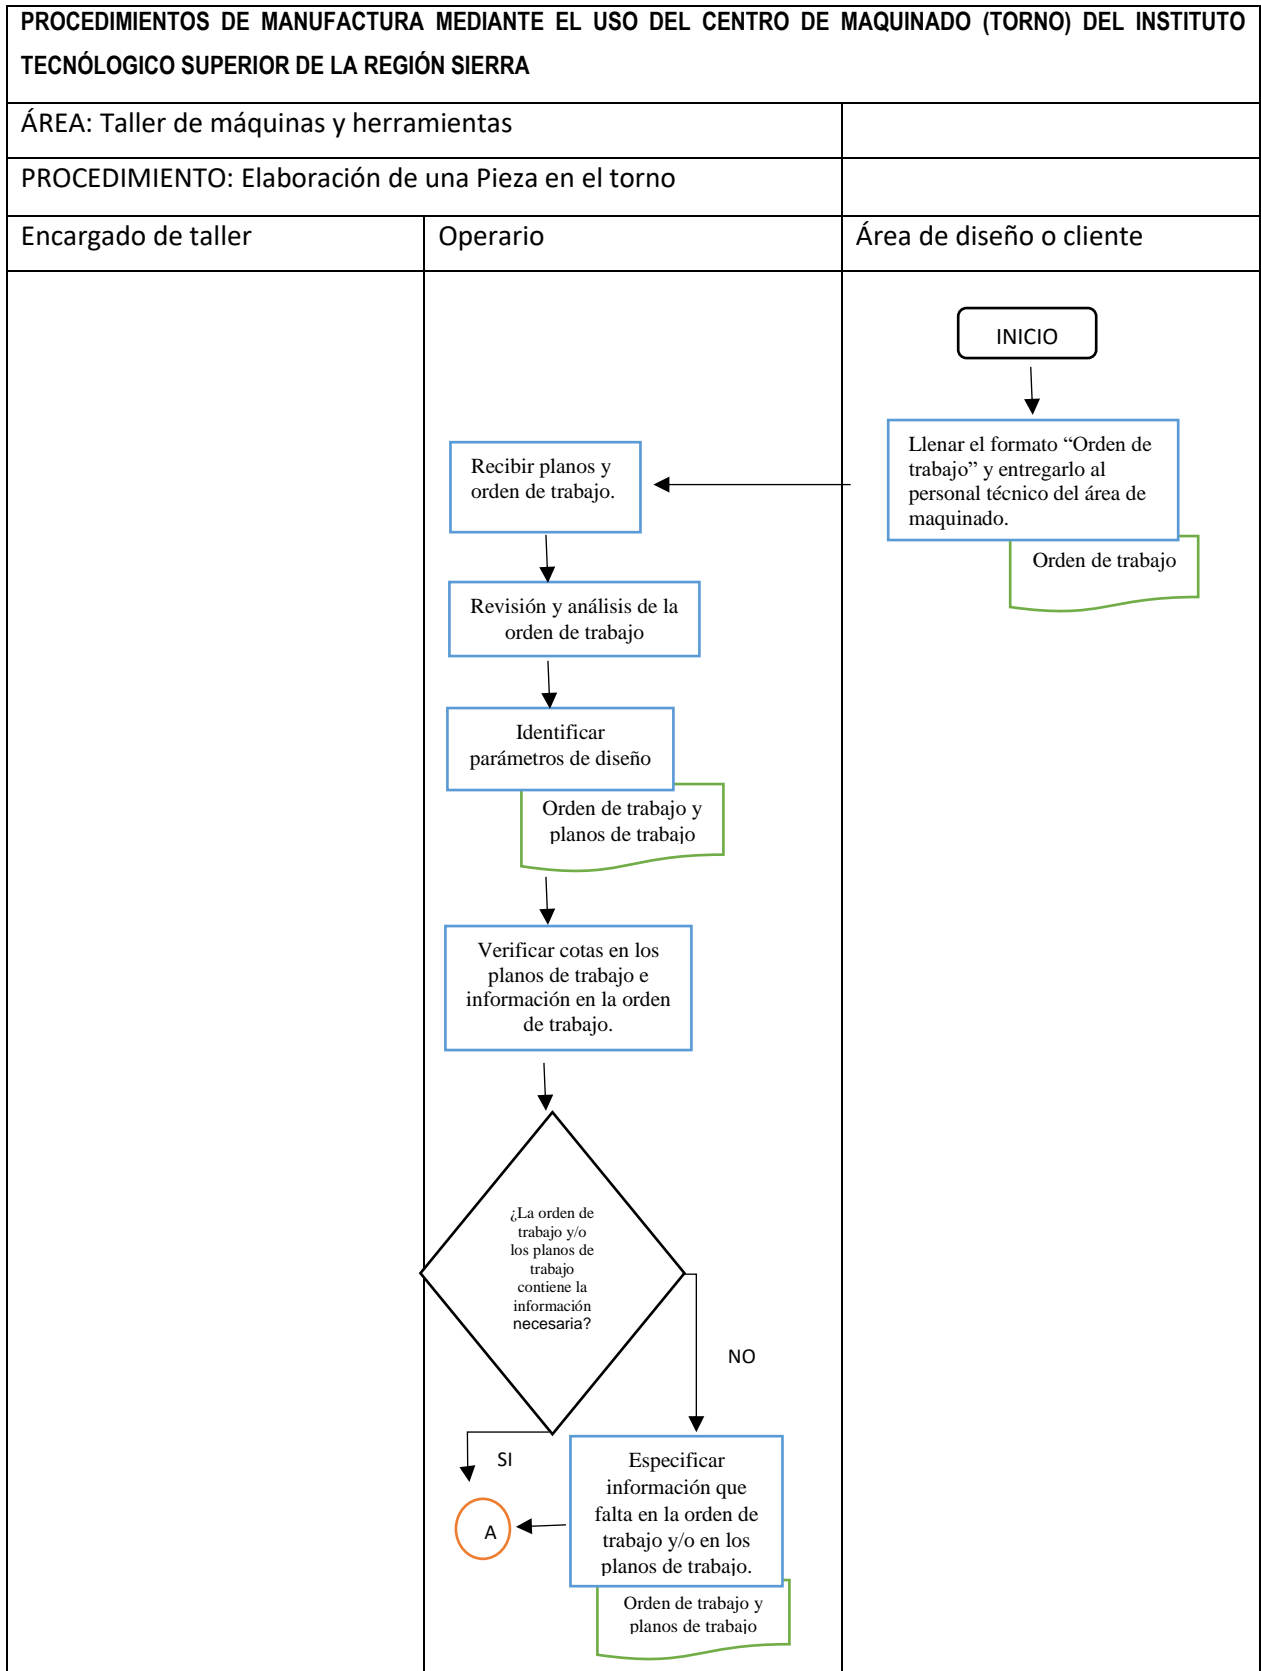 PROCEDIMIENTOS DE MANUFACTURA MEDIANTE EL USO DEL CENTRO DE MAQUINADO (TORNO) DEL INSTITUTO
TECNÓLOGICO SUPERIOR DE LA REGIÓN SIERRA
ÁREA: Taller de máquinas y herramientas
PROCEDIMIENTO: Elaboración de una Pieza en el torno
Encargado de taller
Operario
Área de diseño o cliente
INICIO
Llenar el formato “Orden de
trabajo” y entregarlo al
personal técnico del área de
maquinado.
Orden de trabajo
Recibir planos y
orden de trabajo.
Revisión y análisis de la
orden de trabajo
Identificar
parámetros de diseño
Orden de trabajo y
planos de trabajo
Verificar cotas en los
planos de trabajo e
información en la orden
de trabajo.
¿La orden de
trabajo y/o
los planos de
trabajo
contiene la
información
necesaria?
NO
SI
A
Especificar
información que
falta en la orden de
trabajo y/o en los
planos de trabajo.
Orden de trabajo y
planos de trabajo